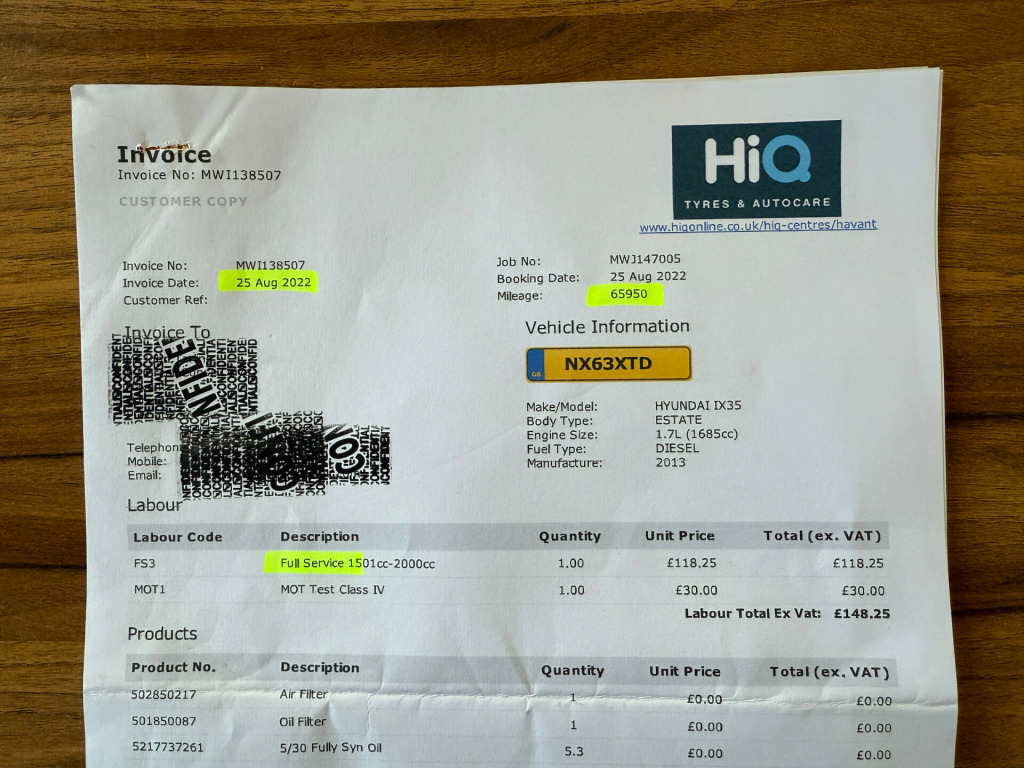 Invoice
Invoice No: MWI138507
CUSTOMER COPY
HiQ
TYRES & AUTOCARE
www.hiqonline.co.uk/hiq-centres/havant
Invoice No: MWI138507
Invoice Date: 25 Aug 2022
Customer Ref:
Job No: MWJ147005
Booking Date: 25 Aug 2022
Mileage: 65950
Invoice To
Telephon
Mobile:
Email:
Vehicle Information
GB NX63XTD
Make/Model: HYUNDAI IX35
Body Type: ESTATE
Engine Size: 1.7L (1685cc)
Fuel Type: DIESEL
Manufacture: 2013
Labour
Labour Code Description Quantity Unit Price Total (ex. VAT)
FS3 Full Service 1501cc-2000cc 1.00 £118.25 £118.25
MOT1 MOT Test Class IV 1.00 £30.00 £30.00
Labour Total Ex Vat: £148.25
Products
Product No. Description Quantity Unit Price Total (ex. VAT)
502850217 Air Filter 1 £0.00 £0.00
501850087 Oil Filter 1 £0.00 £0.00
5217737261 5/30 Fully Syn Oil 5.3 £0.00 £0.00